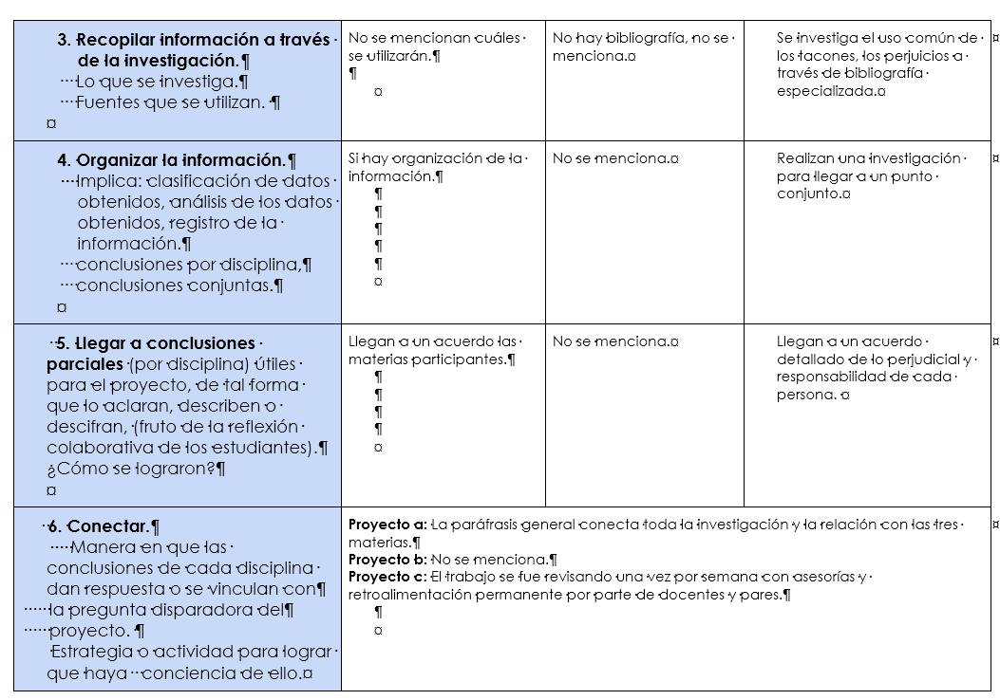 3. Recopilar información a través
de la investigación.¶
Lo que se investiga.¶
Fuentes que se utilizan. ¶
¤
No se mencionan cuáles
se utilizarán.¶
¶
¤
No hay bibliografía, no se
menciona.¤
Se investiga el uso común de
los tacones, los perjuicios a
través de bibliografía
especializada.¤
¤
4. Organizar la información.¶
Implica: clasificación de datos
obtenidos, análisis de los datos
obtenidos, registro de la
información.¶
conclusiones por disciplina,¶
conclusiones conjuntas.¶
¤
Si hay organización de la
información.¶
¶
¶
¶
¶
¶
¤
No se menciona.¤
Realizan una investigación
para llegar a un punto
conjunto.¤
¤
5. Llegar a conclusiones
parciales (por disciplina) útiles
para el proyecto, de tal forma
que lo aclaran, describen o
descifran, (fruto de la reflexión
colaborativa de los estudiantes).¶
¿Cómo se lograron?¶
¤
Llegan a un acuerdo las
materias participantes.¶
¶
¶
¶
¶
¤
No se menciona.¤
Llegan a un acuerdo
detallado de lo perjudicial y
responsabilidad de cada
persona. ¤
¤
6. Conectar.¶
Manera en que las
conclusiones de cada disciplina
dan respuesta o se vinculan con¶
la pregunta disparadora del¶
proyecto. ¶
Estrategia o actividad para lograr
que haya conciencia de ello.¤
Proyecto a: La paráfrasis general conecta toda la investigación y la relación con las tres
materias.¶
Proyecto b: No se menciona.¶
Proyecto c: El trabajo se fue revisando una vez por semana con asesorías y
retroalimentación permanente por parte de docentes y pares.¶
¶
¤
¤